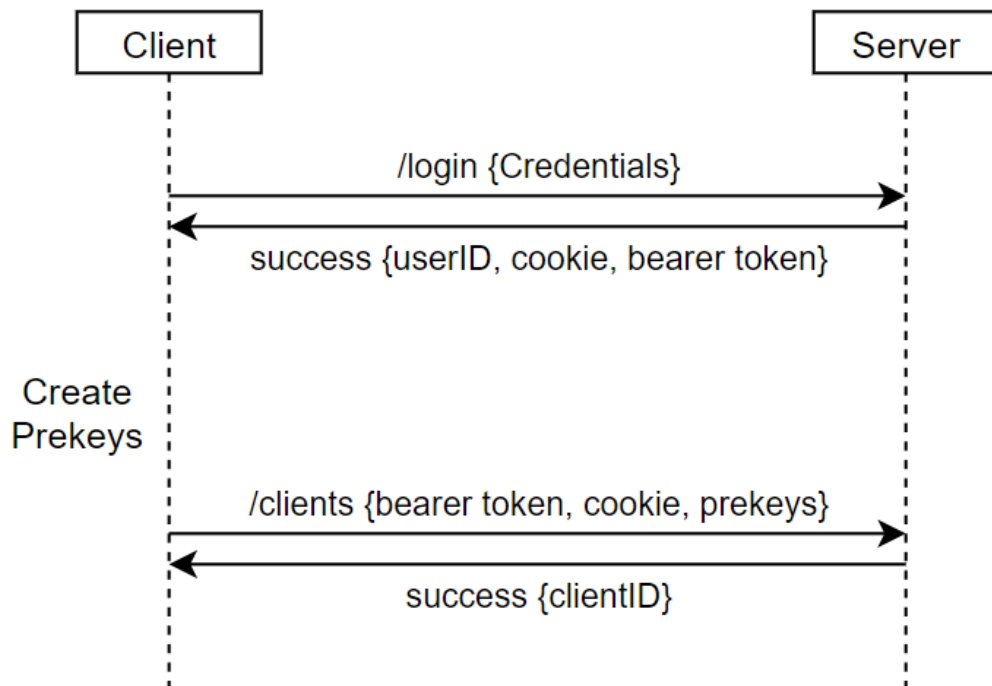 Client
Server
/login {Credentials}
success {userID, cookie, bearer token}
Create
Prekeys
/clients {bearer token, cookie, prekeys}
success {clientID}